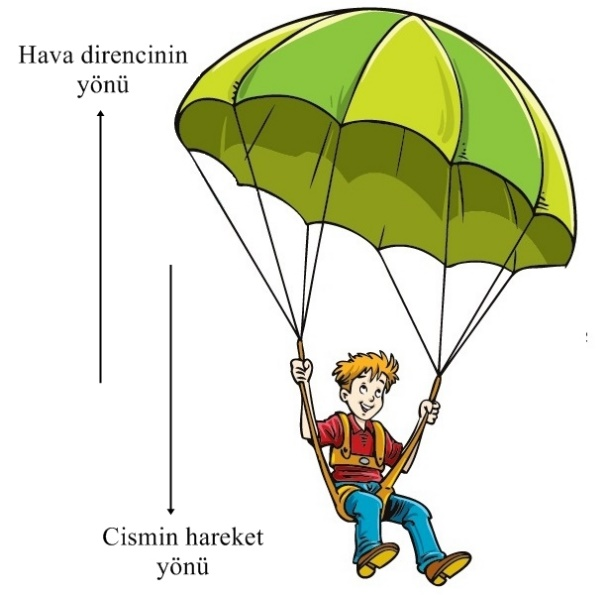 Hava direncinin
yönü
Cismin hareket
yönü